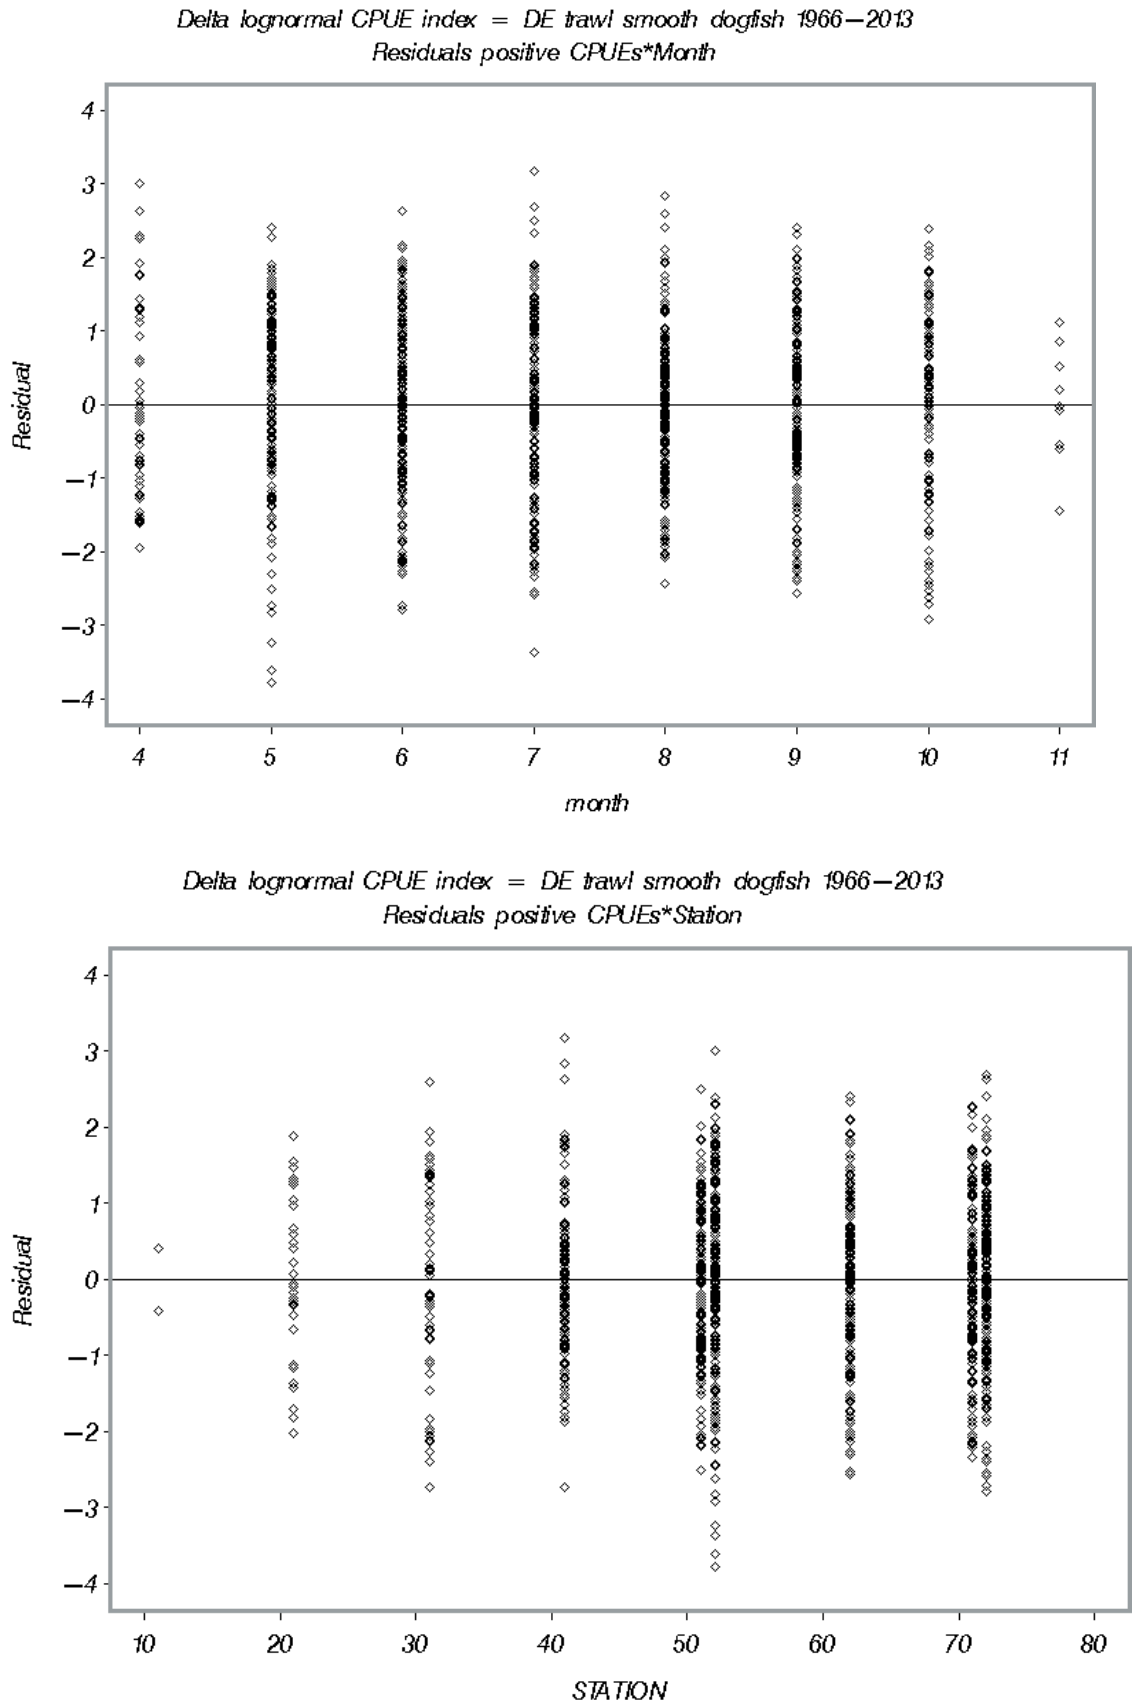 Delta lognormal CPUE index = DE trawl smooth dogfish 1966—2013
Residuals positive CPUEs*Month
4
3
2
1
0
—1
—2
—3
—4
Residual
4 5 6 7 8 9 10 11
month
Delta lognormal CPUE index = DE trawl smooth dogfish 1966—2013
Residuals positive CPUEs*Station
4
3
2
1
0
—1
—2
—3
—4
Residual
10 20 30 40 50 60 70 80
STATION